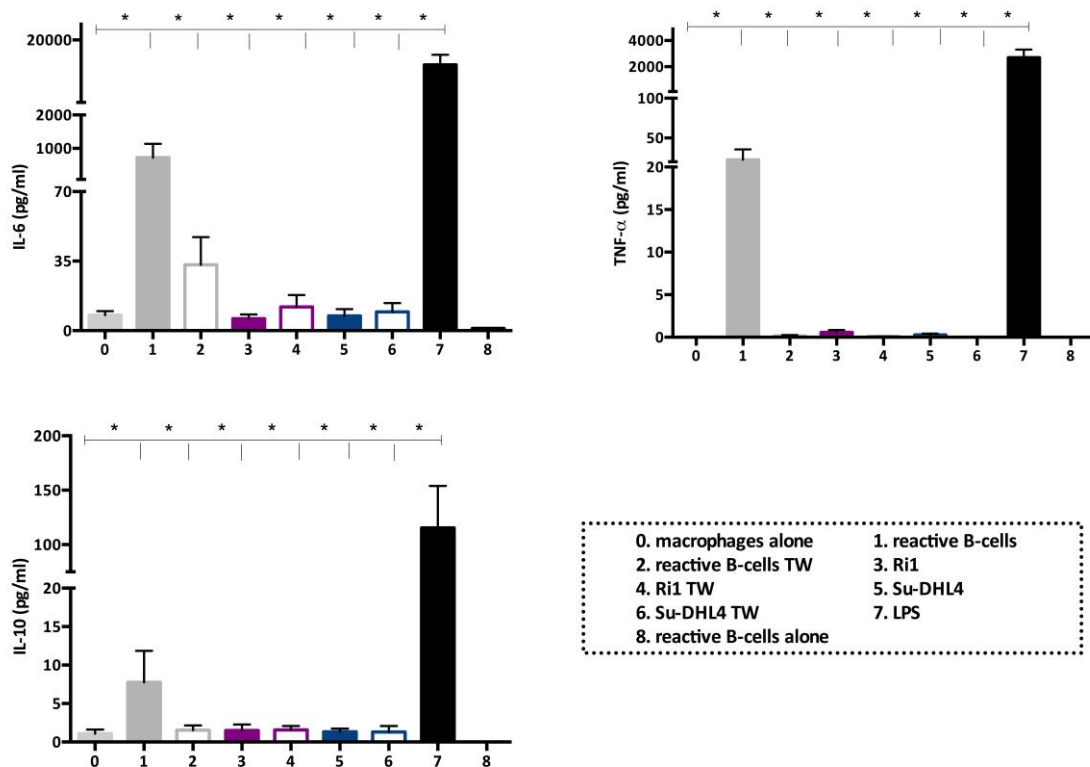 * * * * * * *
20000
2000
1000
70
35
0
IL-6 (pg/ml)
0 1 2 3 4 5 6 7 8
* * * * * * *
4000
2000
100
50
20
15
10
5
0
TNF-α (pg/ml)
0 1 2 3 4 5 6 7 8
* * * * * * *
200
150
100
10
5
0
IL-10 (pg/ml)
0 1 2 3 4 5 6 7 8
0. macrophages alone 1. reactive B-cells
2. reactive B-cells TW 3. Ri1
4. Ri1 TW 5. Su-DHL4
6. Su-DHL4 TW 7. LPS
8. reactive B-cells alone